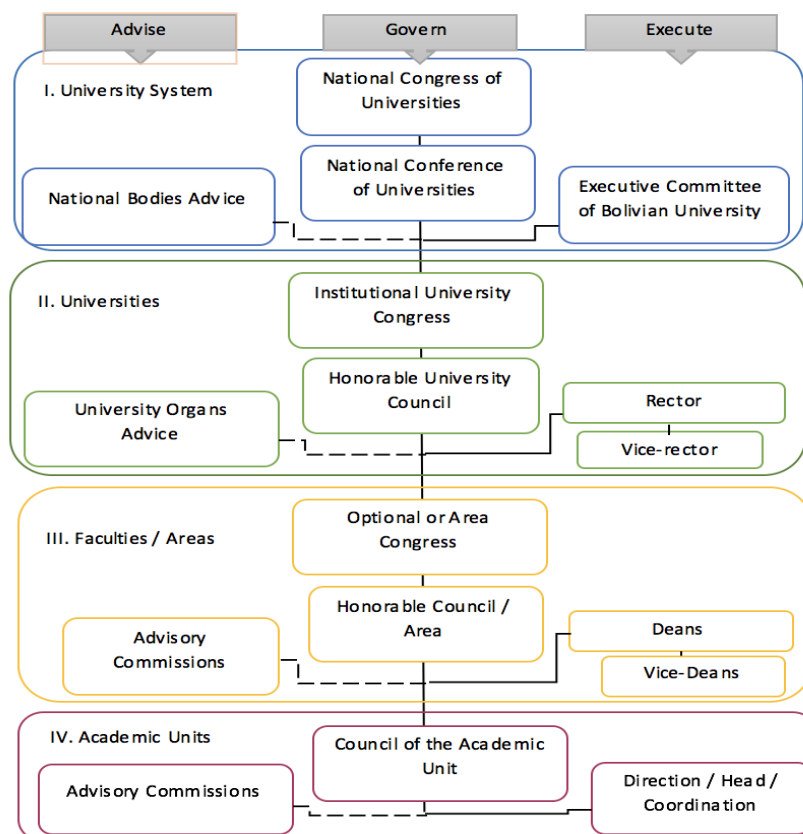 Advise
Govern
Execute
I. University System
National Congress of
Universities
National Conference
of Universities
National Bodies Advice
Executive Committee
of Bolivian University
II. Universities
Institutional University
Congress
Honorable University
Council
University Organs
Advice
Rector
Vice-rector
III. Faculties / Areas
Optional or Area
Congress
Honorable Council /
Area
Advisory
Commissions
Deans
Vice-Deans
IV. Academic Units
Council of the Academic
Unit
Advisory Commissions
Direction / Head /
Coordination